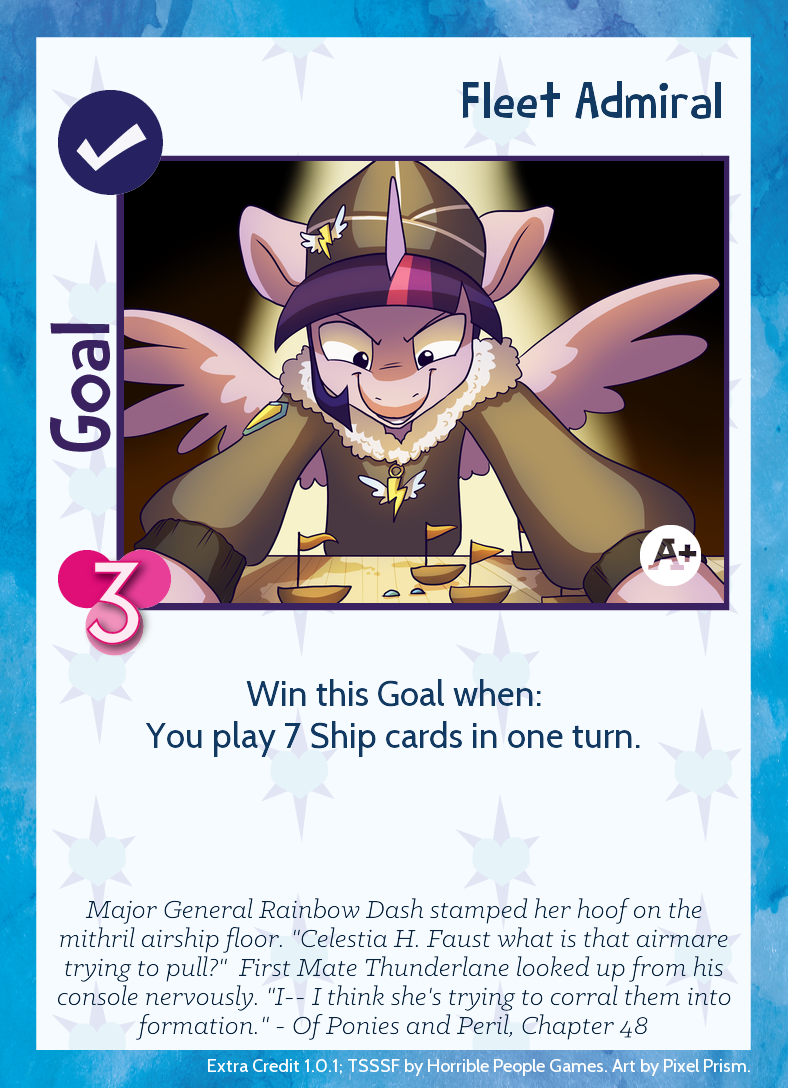 Fleet Admiral
Goal
A+
3
Win this Goal when:
You play 7 Ship cards in one turn.
Major General Rainbow Dash stamped her hoof on the
mithril airship floor. "Celestia H. Faust what is that airmare
trying to pull?"  First Mate Thunderlane looked up from his
console nervously. "I-- I think she's trying to corral them into
formation." - Of Ponies and Peril, Chapter 48
Extra Credit 1.0.1; TSSSF by Horrible People Games. Art by Pixel Prism.